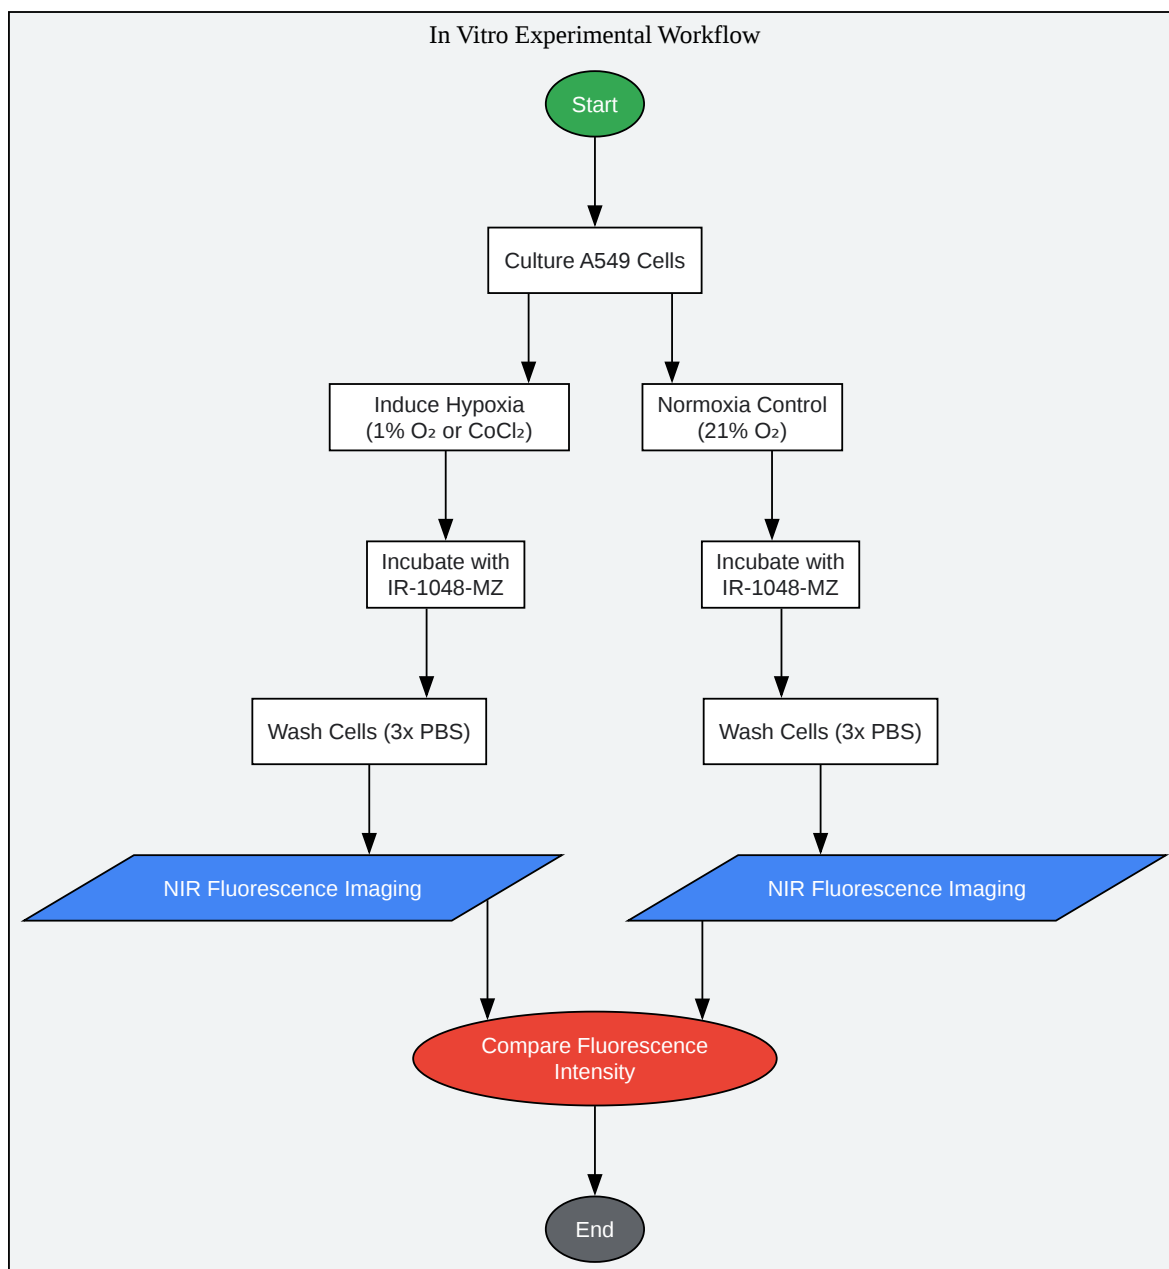 In Vitro Experimental Workflow
Start
Culture A549 Cells
Induce Hypoxia
(1% O₂ or CoCl₂)
Normoxia Control
(21% O₂)
Incubate with
IR-1048-MZ
Incubate with
IR-1048-MZ
Wash Cells (3x PBS)
Wash Cells (3x PBS)
NIR Fluorescence Imaging
NIR Fluorescence Imaging
Compare Fluorescence
Intensity
End